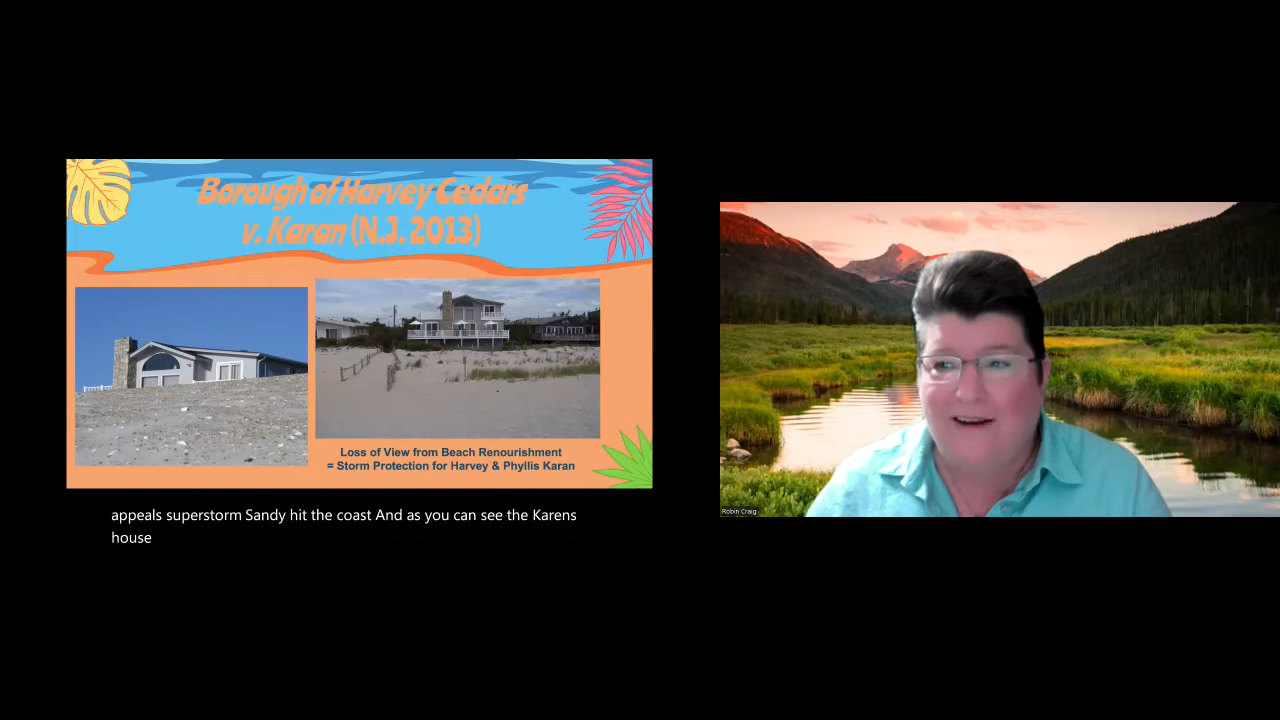 Borough of Harvey Cedars
v. Karan (N.J. 2013)
Loss of View from Beach Renourishment
= Storm Protection for Harvey & Phyllis Karan
appeals superstorm Sandy hit the coast And as you can see the Karens
house
Robin Craig